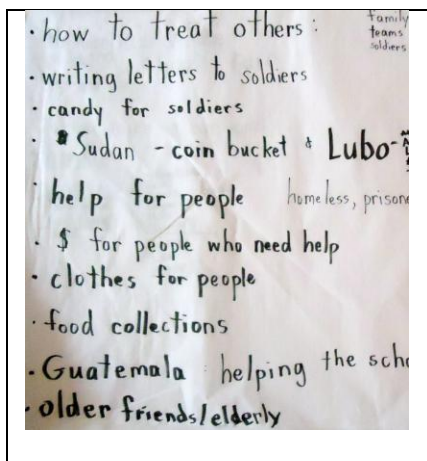 · how to treat others :
family
teams
soldiers
· writing letters to soldiers
· candy for soldiers
· Sudan - coin bucket & Lubo-
· help for people homeless,
· $ for people who need help
· clothes for people
· food collections
· Guatemala : helping the
· older friends/elderly